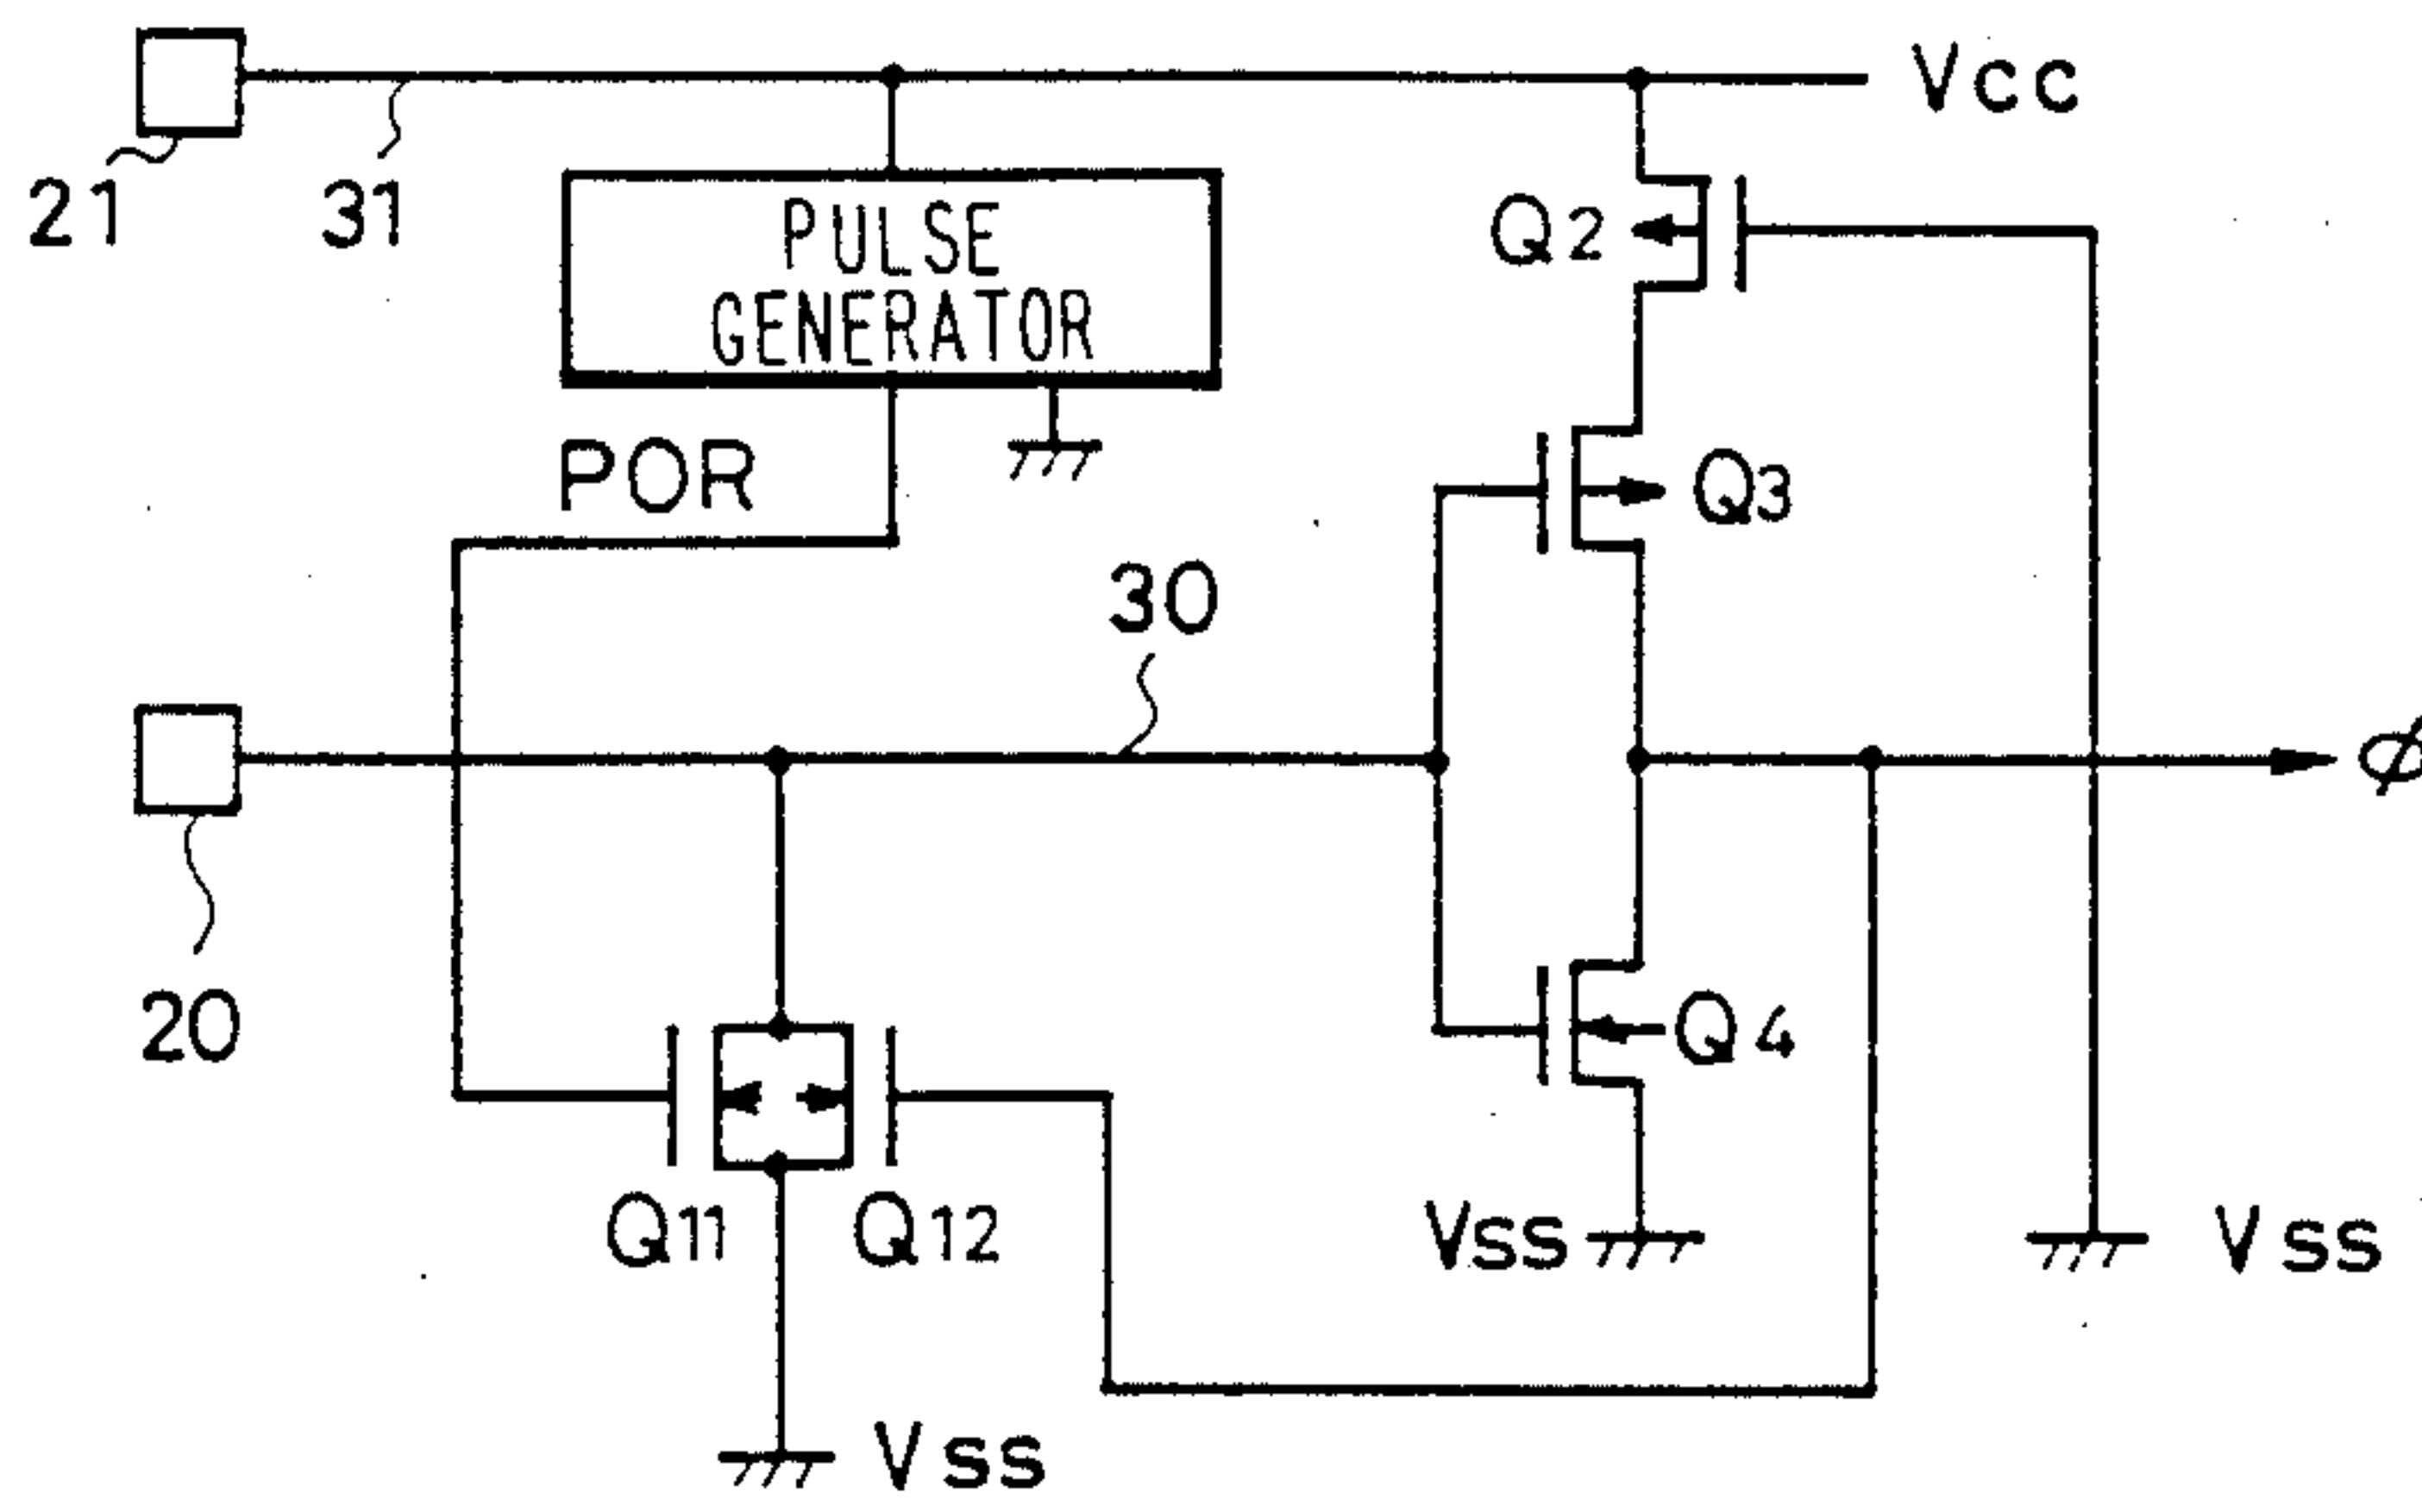 Vcc
21
31
PULSE
GENERATOR
Q2
POR
Q3
30
φ
20
Q4
Q11
Q12
Vss
Vss
Vss